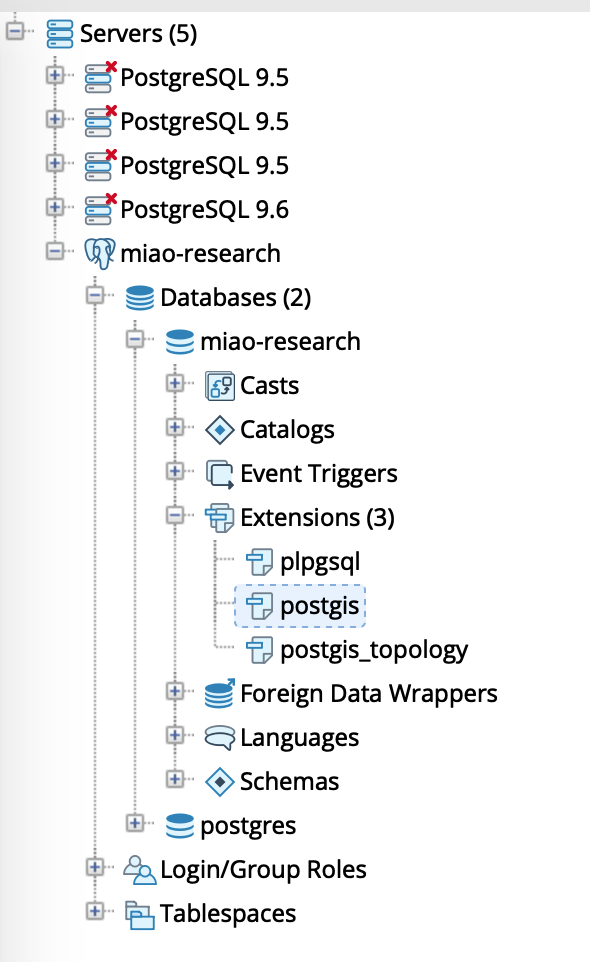 Servers (5)
PostgreSQL 9.5
PostgreSQL 9.5
PostgreSQL 9.5
PostgreSQL 9.6
miao-research
Databases (2)
miao-research
Casts
Catalogs
Event Triggers
Extensions (3)
plpgsql
postgis
postgis_topology
Foreign Data Wrappers
Languages
Schemas
postgres
Login/Group Roles
Tablespaces